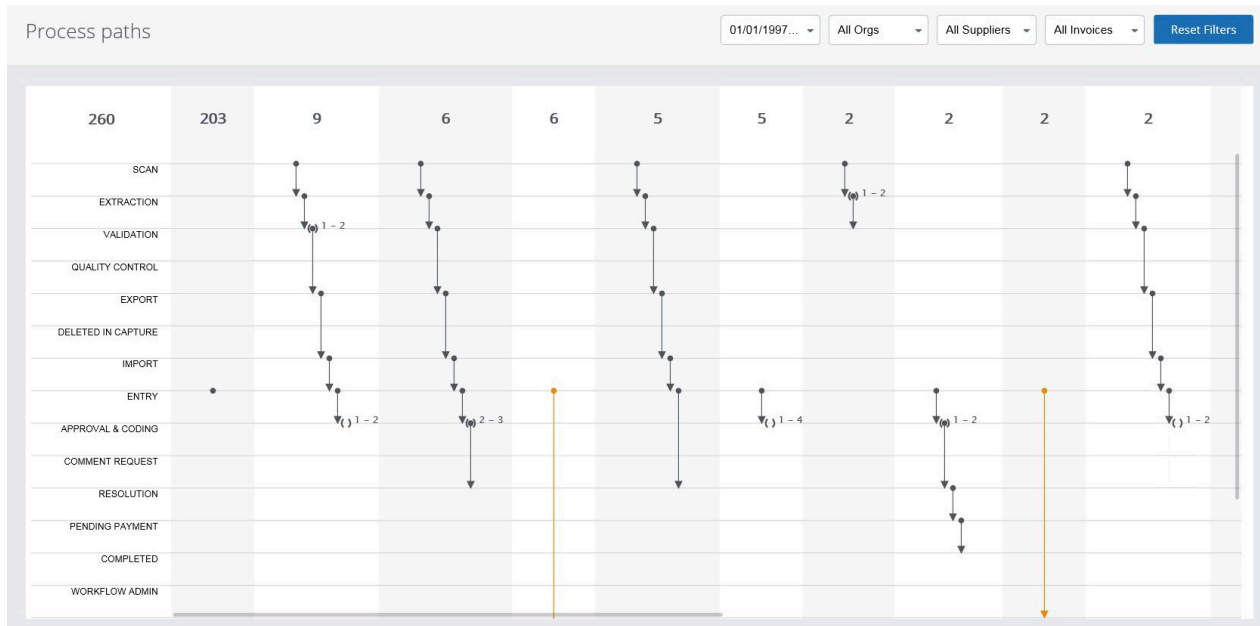 Process paths
01/01/1997... All Orgs All Suppliers All Invoices Reset Filters
260 203 9 6 6 5 5 2 2 2 2
SCAN
EXTRACTION
1 – 2
1 – 2
VALIDATION
QUALITY CONTROL
EXPORT
DELETED IN CAPTURE
IMPORT
ENTRY
( ) 1 – 2
2 – 3
( ) 1 – 4
1 – 2
( ) 1 – 2
APPROVAL & CODING
COMMENT REQUEST
RESOLUTION
PENDING PAYMENT
COMPLETED
WORKFLOW ADMIN